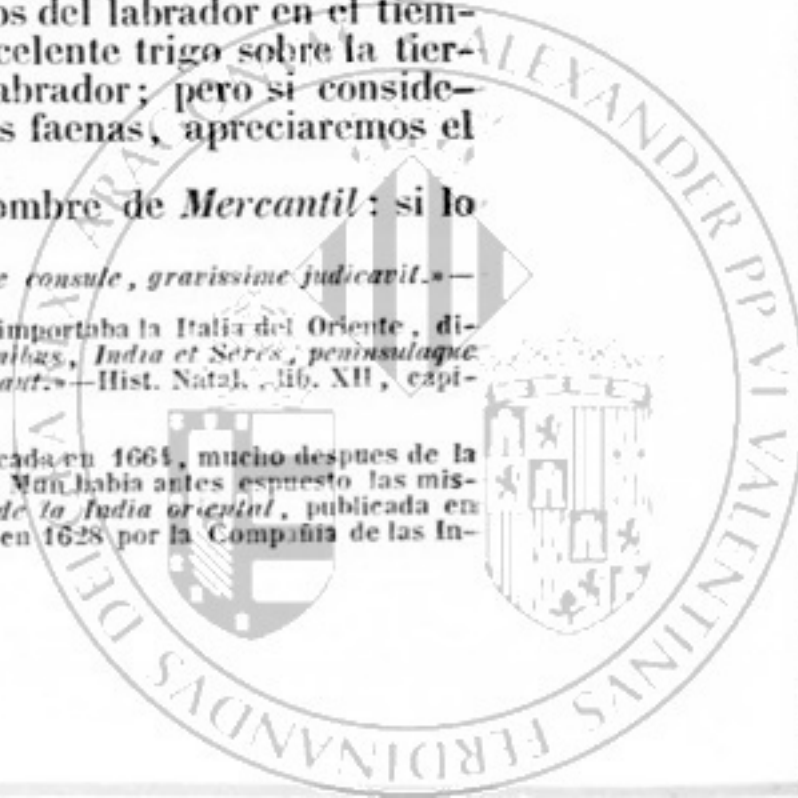 os del labrador en el tiem-
celente trigo sobre la tier-
abrador; pero si conside-
s faenas, apreciaremos el
ombre de Mercantil: si lo
e consule, gravissime judicavit.»—
importaba la Italia del Oriente, di-
nibus, India et Seres, peninsulaque
ant.»—Hist. Natal., lib. XII, capi-
cada en 1664, mucho despues de la
Mun habia antes espuesto las mis-
de la India oriental, publicada en
en 1628 por la Compañia de las In-
ALEXANDER PP VI VALENTINVS FERDINANDVS